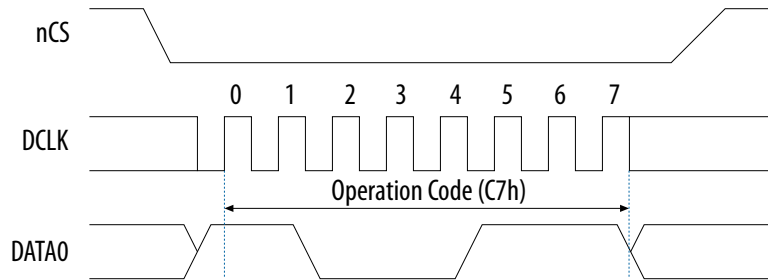 nCS
0 1 2 3 4 5 6 7
DCLK
Operation Code (C7h)
DATA0